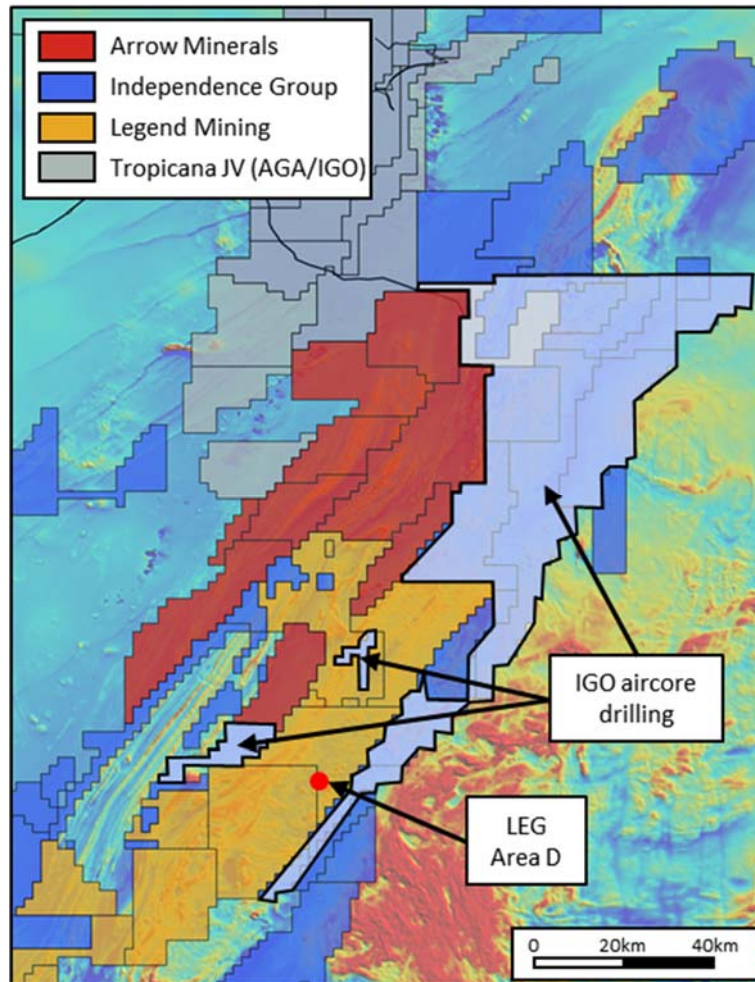 Arrow Minerals
Independence Group
Legend Mining
Tropicana JV (AGA/IGO)
IGO aircore
drilling
LEG
Area D
0 20km 40km